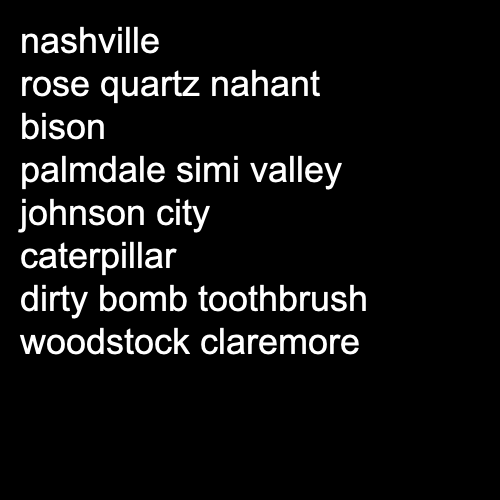 nashville
rose quartz nahant
bison
palmdale simi valley
johnson city
caterpillar
dirty bomb toothbrush
woodstock claremore